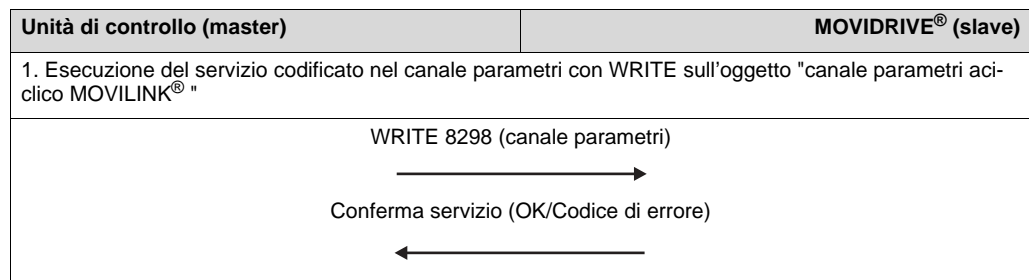 Unità di controllo (master) MOVIDRIVE® (slave)
1. Esecuzione del servizio codificato nel canale parametri con WRITE sull'oggetto "canale parametri aci-
clico MOVILINK® "
WRITE 8298 (canale parametri)
Conferma servizio (OK/Codice di errore)